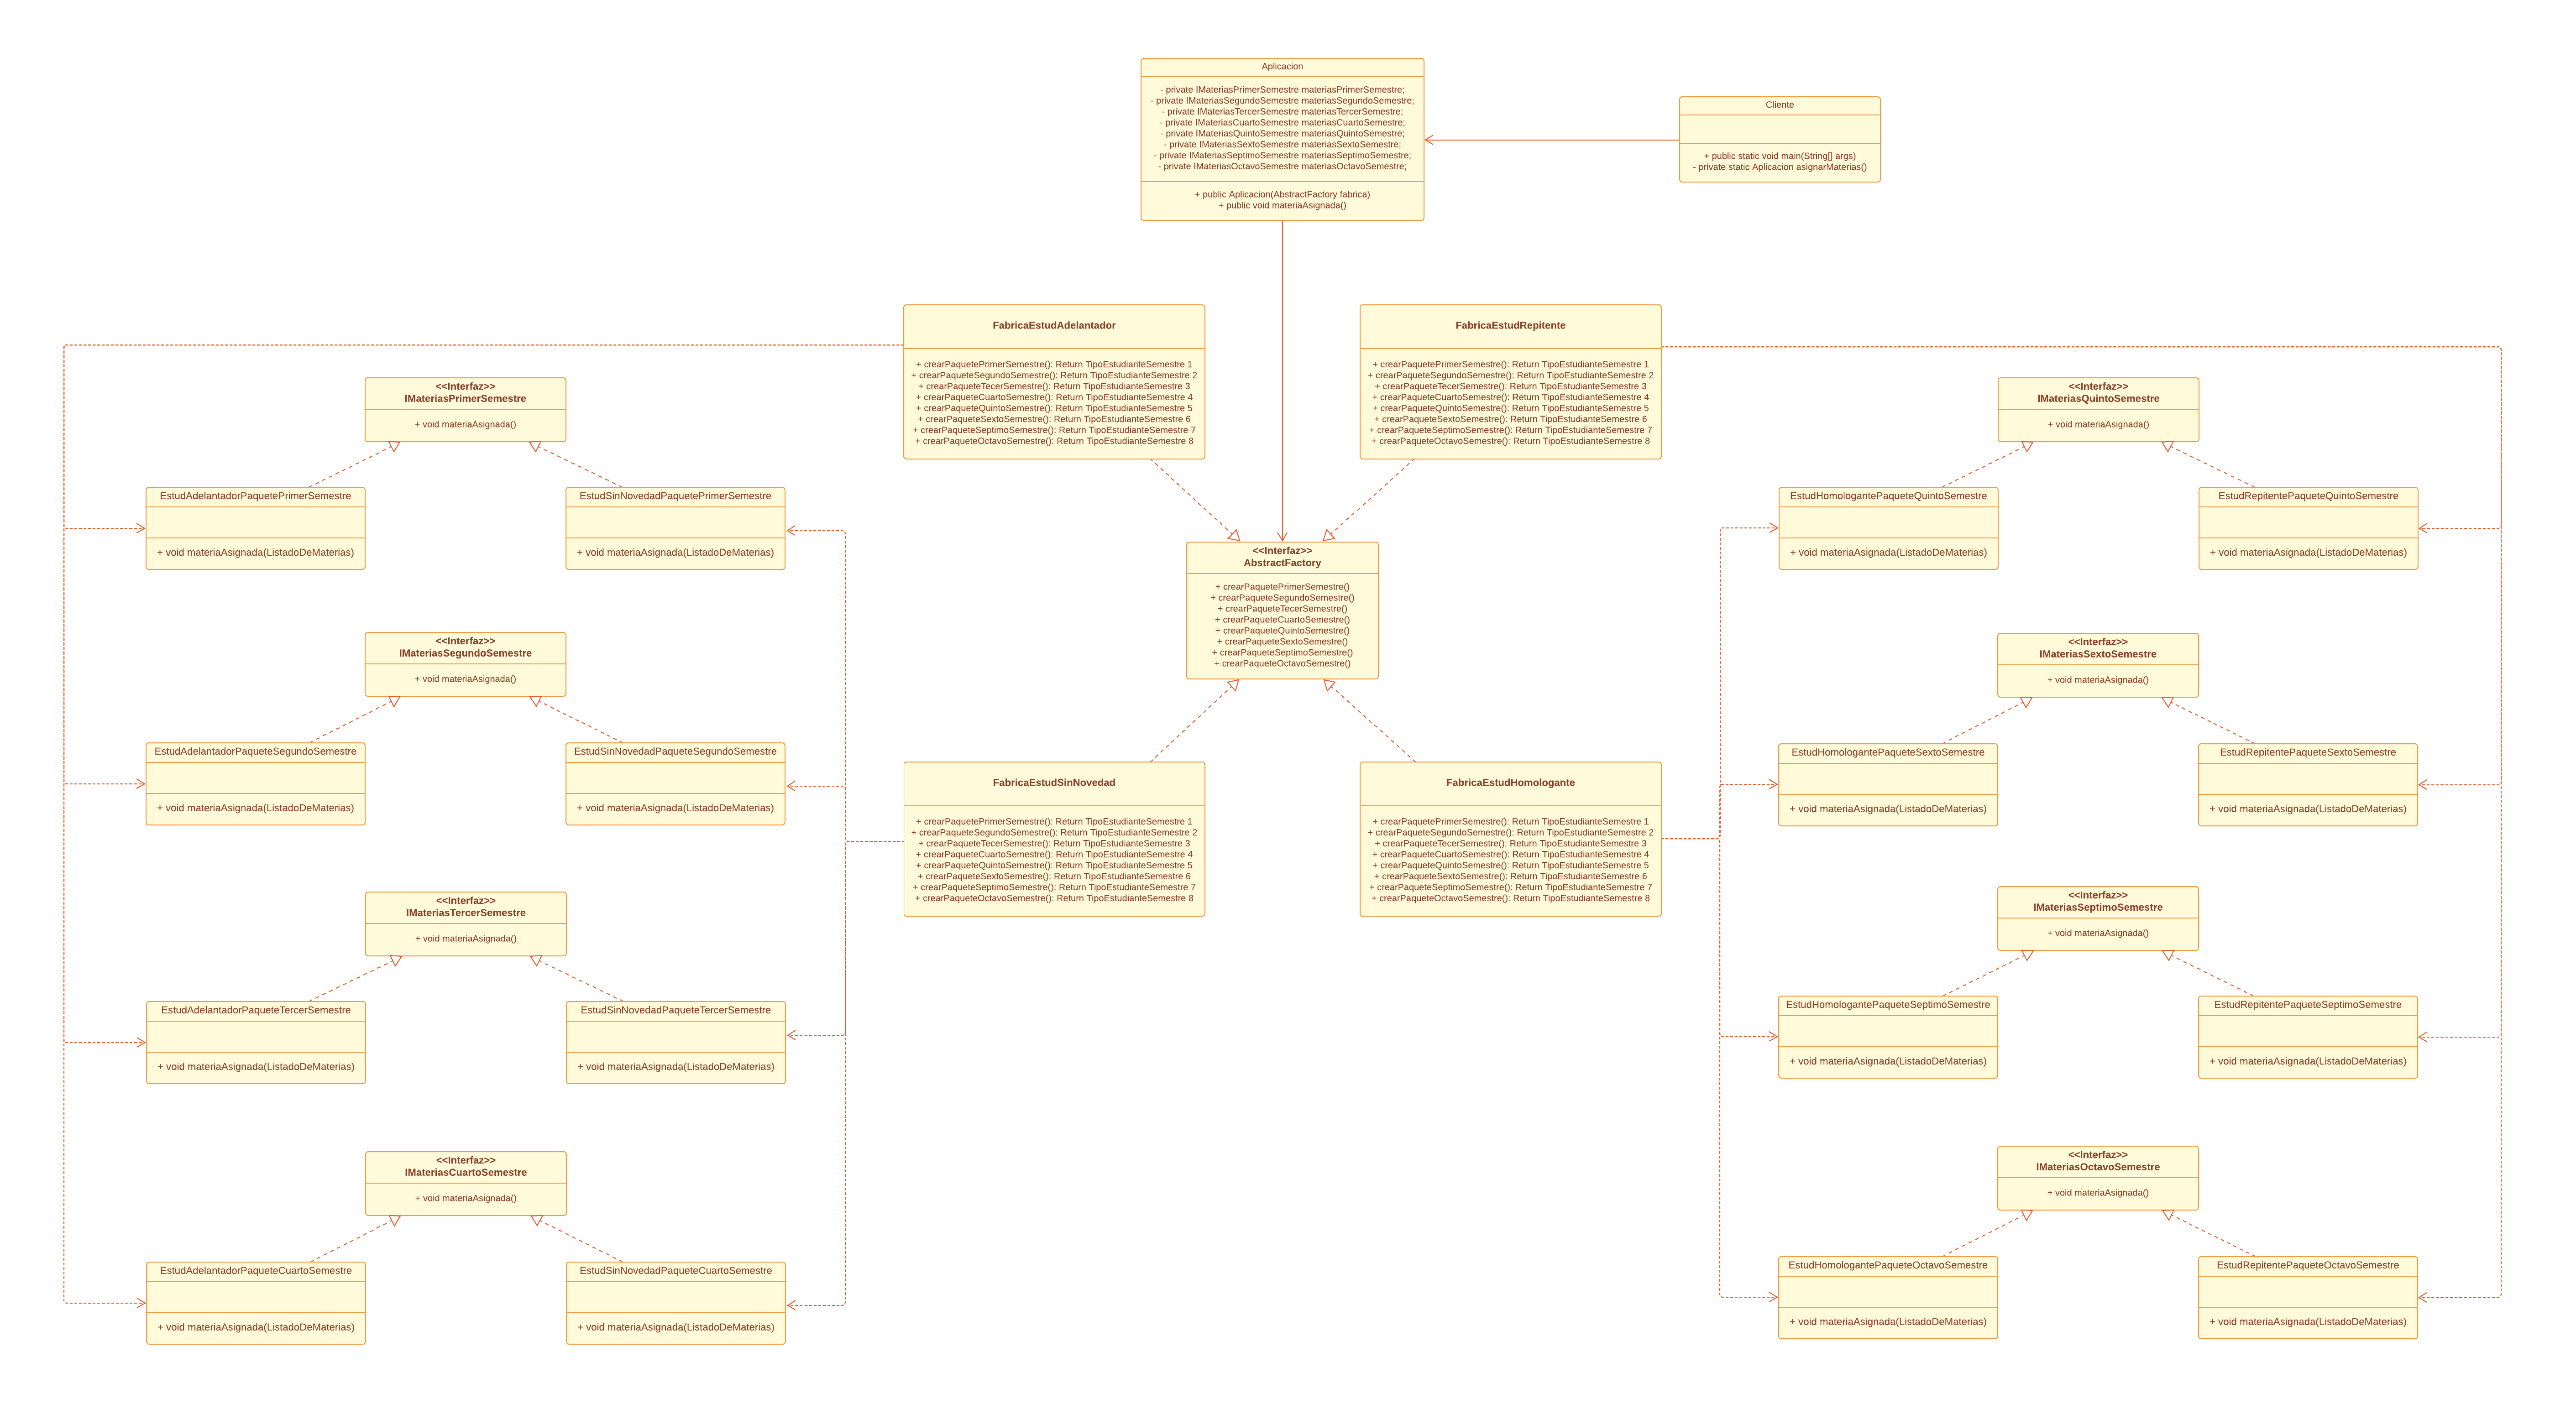 Aplicacion
- private IMateriasPrimerSemestre materiasPrimerSemestre;
- private IMateriasSegundoSemestre materiasSegundoSemestre;
- private IMateriasTercerSemestre materiasTercerSemestre;
- private IMateriasCuartoSemestre materiasCuartoSemestre;
- private IMateriasQuintoSemestre materiasQuintoSemestre;
- private IMateriasSextoSemestre materiasSextoSemestre;
- private IMateriasSeptimoSemestre materiasSeptimoSemestre;
- private IMateriasOctavoSemestre materiasOctavoSemestre;
+ public Aplicacion(AbstractFactory fabrica)
+ public void materiaAsignada()
Cliente
+ public static void main(String[] args)
- private static Aplicacion asignarMaterias()
FabricaEstudAdelantador
+ crearPaquetePrimerSemestre(): Return TipoEstudianteSemestre 1
+ crearPaqueteSegundoSemestre(): Return TipoEstudianteSemestre 2
+ crearPaqueteTecerSemestre(): Return TipoEstudianteSemestre 3
+ crearPaqueteCuartoSemestre(): Return TipoEstudianteSemestre 4
+ crearPaqueteQuintoSemestre(): Return TipoEstudianteSemestre 5
+ crearPaqueteSextoSemestre(): Return TipoEstudianteSemestre 6
+ crearPaqueteSeptimoSemestre(): Return TipoEstudianteSemestre 7
+ crearPaqueteOctavoSemestre(): Return TipoEstudianteSemestre 8
FabricaEstudRepitente
+ crearPaquetePrimerSemestre(): Return TipoEstudianteSemestre 1
+ crearPaqueteSegundoSemestre(): Return TipoEstudianteSemestre 2
+ crearPaqueteTecerSemestre(): Return TipoEstudianteSemestre 3
+ crearPaqueteCuartoSemestre(): Return TipoEstudianteSemestre 4
+ crearPaqueteQuintoSemestre(): Return TipoEstudianteSemestre 5
+ crearPaqueteSextoSemestre(): Return TipoEstudianteSemestre 6
+ crearPaqueteSeptimoSemestre(): Return TipoEstudianteSemestre 7
+ crearPaqueteOctavoSemestre(): Return TipoEstudianteSemestre 8
<<Interfaz>>
AbstractFactory
+ crearPaquetePrimerSemestre()
+ crearPaqueteSegundoSemestre()
+ crearPaqueteTecerSemestre()
+ crearPaqueteCuartoSemestre()
+ crearPaqueteQuintoSemestre()
+ crearPaqueteSextoSemestre()
+ crearPaqueteSeptimoSemestre()
+ crearPaqueteOctavoSemestre()
FabricaEstudSinNovedad
+ crearPaquetePrimerSemestre(): Return TipoEstudianteSemestre 1
+ crearPaqueteSegundoSemestre(): Return TipoEstudianteSemestre 2
+ crearPaqueteTecerSemestre(): Return TipoEstudianteSemestre 3
+ crearPaqueteCuartoSemestre(): Return TipoEstudianteSemestre 4
+ crearPaqueteQuintoSemestre(): Return TipoEstudianteSemestre 5
+ crearPaqueteSextoSemestre(): Return TipoEstudianteSemestre 6
+ crearPaqueteSeptimoSemestre(): Return TipoEstudianteSemestre 7
+ crearPaqueteOctavoSemestre(): Return TipoEstudianteSemestre 8
FabricaEstudHomologante
+ crearPaquetePrimerSemestre(): Return TipoEstudianteSemestre 1
+ crearPaqueteSegundoSemestre(): Return TipoEstudianteSemestre 2
+ crearPaqueteTecerSemestre(): Return TipoEstudianteSemestre 3
+ crearPaqueteCuartoSemestre(): Return TipoEstudianteSemestre 4
+ crearPaqueteQuintoSemestre(): Return TipoEstudianteSemestre 5
+ crearPaqueteSextoSemestre(): Return TipoEstudianteSemestre 6
+ crearPaqueteSeptimoSemestre(): Return TipoEstudianteSemestre 7
+ crearPaqueteOctavoSemestre(): Return TipoEstudianteSemestre 8
<<Interfaz>>
IMateriasPrimerSemestre
+ void materiaAsignada()
EstudAdelantadorPaquetePrimerSemestre
+ void materiaAsignada(ListadoDeMaterias)
EstudSinNovedadPaquetePrimerSemestre
+ void materiaAsignada(ListadoDeMaterias)
<<Interfaz>>
IMateriasSegundoSemestre
+ void materiaAsignada()
EstudAdelantadorPaqueteSegundoSemestre
+ void materiaAsignada(ListadoDeMaterias)
EstudSinNovedadPaqueteSegundoSemestre
+ void materiaAsignada(ListadoDeMaterias)
<<Interfaz>>
IMateriasTercerSemestre
+ void materiaAsignada()
EstudAdelantadorPaqueteTercerSemestre
+ void materiaAsignada(ListadoDeMaterias)
EstudSinNovedadPaqueteTercerSemestre
+ void materiaAsignada(ListadoDeMaterias)
<<Interfaz>>
IMateriasCuartoSemestre
+ void materiaAsignada()
EstudAdelantadorPaqueteCuartoSemestre
+ void materiaAsignada(ListadoDeMaterias)
EstudSinNovedadPaqueteCuartoSemestre
+ void materiaAsignada(ListadoDeMaterias)
<<Interfaz>>
IMateriasQuintoSemestre
+ void materiaAsignada()
EstudHomologantePaqueteQuintoSemestre
+ void materiaAsignada(ListadoDeMaterias)
EstudRepitentePaqueteQuintoSemestre
+ void materiaAsignada(ListadoDeMaterias)
<<Interfaz>>
IMateriasSextoSemestre
+ void materiaAsignada()
EstudHomologantePaqueteSextoSemestre
+ void materiaAsignada(ListadoDeMaterias)
EstudRepitentePaqueteSextoSemestre
+ void materiaAsignada(ListadoDeMaterias)
<<Interfaz>>
IMateriasSeptimoSemestre
+ void materiaAsignada()
EstudHomologantePaqueteSeptimoSemestre
+ void materiaAsignada(ListadoDeMaterias)
EstudRepitentePaqueteSeptimoSemestre
+ void materiaAsignada(ListadoDeMaterias)
<<Interfaz>>
IMateriasOctavoSemestre
+ void materiaAsignada()
EstudHomologantePaqueteOctavoSemestre
+ void materiaAsignada(ListadoDeMaterias)
EstudRepitentePaqueteOctavoSemestre
+ void materiaAsignada(ListadoDeMaterias)